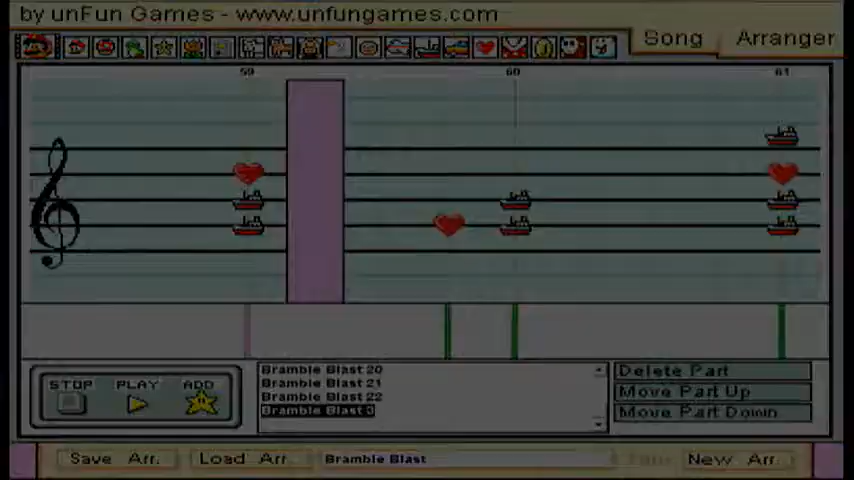 by unFun Games - www.unfungames.com
Song Arranger
59 60 61
STOP PLAY ADD
Bramble Blast 20
Bramble Blast 21
Bramble Blast 22
Bramble Blast 3
Delete Part
Move Part Up
Move Part Down
Save Arr. Load Arr. Bramble Blast New Arr.